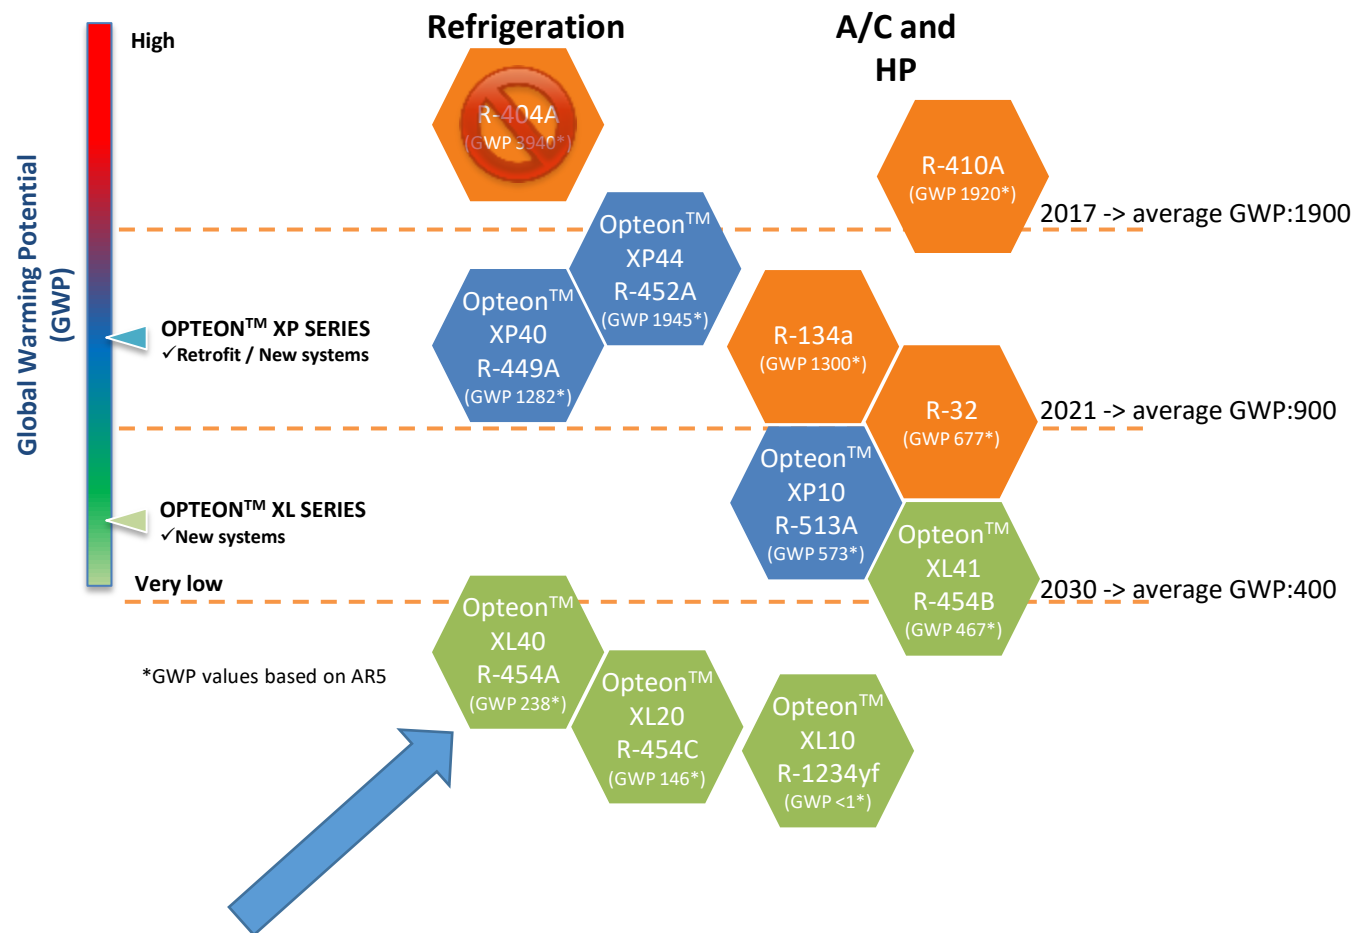 Refrigeration
A/C and
HP
High
Global Warming Potential
(GWP)
R-404A
(GWP 3940*)
R-410A
(GWP 1920*)
2017 -> average GWP:1900
Opteon™
XP44
R-452A
(GWP 1945*)
Opteon™
XP40
R-449A
(GWP 1282*)
OPTEON™ XP SERIES
✓Retrofit / New systems
R-134a
(GWP 1300*)
R-32
(GWP 677*)
2021 -> average GWP:900
Opteon™
XP10
R-513A
(GWP 573*)
OPTEON™ XL SERIES
✓New systems
Opteon™
XL41
R-454B
(GWP 467*)
Very low
2030 -> average GWP:400
Opteon™
XL40
R-454A
(GWP 238*)
*GWP values based on AR5
Opteon™
XL20
R-454C
(GWP 146*)
Opteon™
XL10
R-1234yf
(GWP <1*)